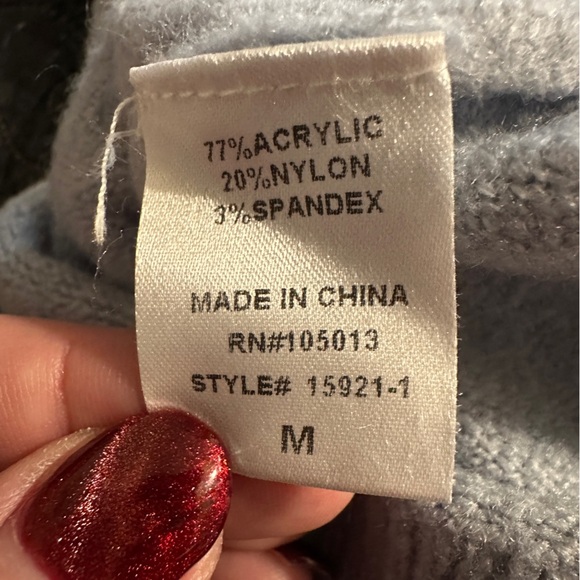 77%ACRYLIC
20%NYLON
3%SPANDEX
MADE IN CHINA
RN#105013
STYLE# 15921-1
M